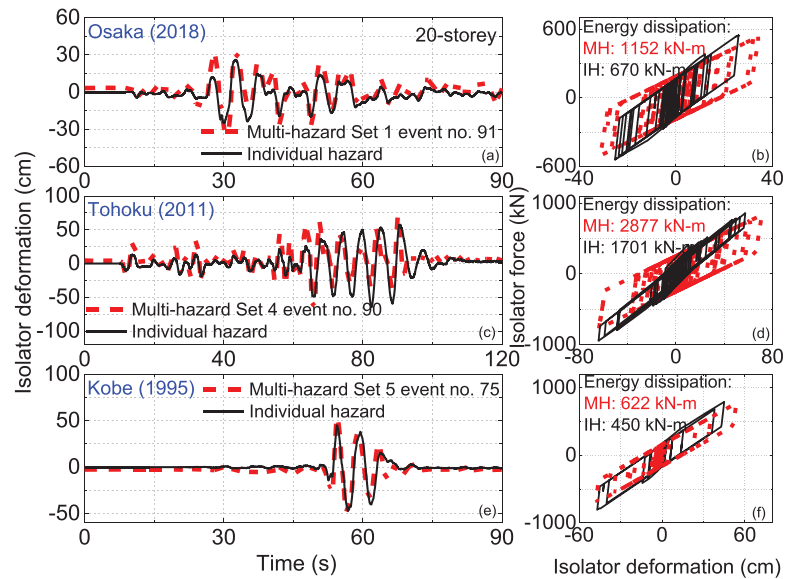 60
30
0
-30
-60
Osaka (2018)
20-storey
Multi-hazard Set 1 event no. 91
Individual hazard
(a)
0
30
60
90
600
0
-600
Energy dissipation:
MH: 1152 kN-m
IH: 670 kN-m
(b)
-40
0
40
100
50
0
-50
-100
Tohoku (2011)
Multi-hazard Set 4 event no. 90
Individual hazard
(c)
0
20
40
60
80
100
120
1000
0
-1000
Energy dissipation:
MH: 2877 kN-m
IH: 1701 kN-m
(d)
-80
0
80
100
50
0
-50
Kobe (1995)
Multi-hazard Set 5 event no. 75
Individual hazard
(e)
0
30
60
90
1000
0
-1000
Energy dissipation:
MH: 622 kN-m
IH: 450 kN-m
(f)
-60
0
60
Isolator deformation (cm)
Isolator force (kN)
Time (s)
Isolator deformation (cm)